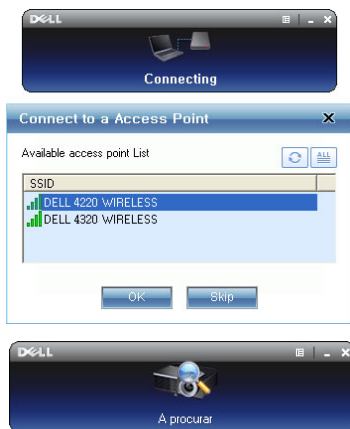 DELL
Connecting
Connect to a Access Point
Available access point List
ALL
SSID
DELL 4220 WIRELESS
DELL 4320 WIRELESS
OK Skip
DELL
A procurar